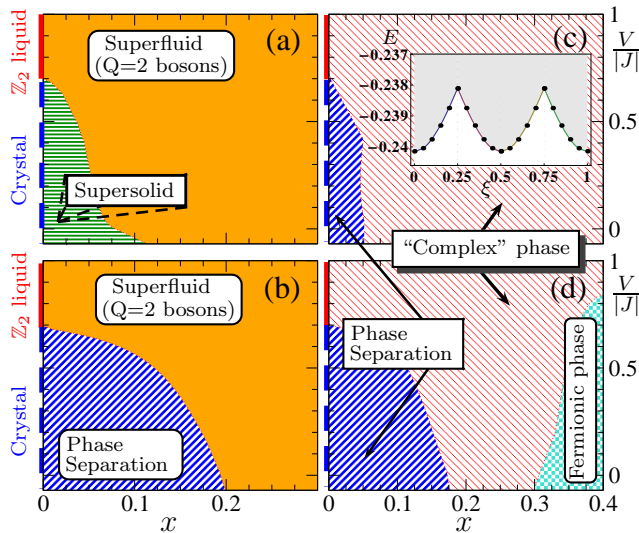 Z₂ liquid
Crystal
Superfluid
(Q=2 bosons)
(a)
Supersolid
(c)
E
−0.237
−0.238
−0.239
−0.24
0
0.25
0.5
0.75
1
ξ
1
V
|J|
0.5
0
"Complex" phase
Z₂ liquid
Crystal
Superfluid
(Q=2 bosons)
(b)
Phase
Separation
0
0.1
0.2
x
Phase
Separation
(d)
Fermionic phase
1
V
|J|
0.5
0
0
0.1
0.2
0.3
0.4
x